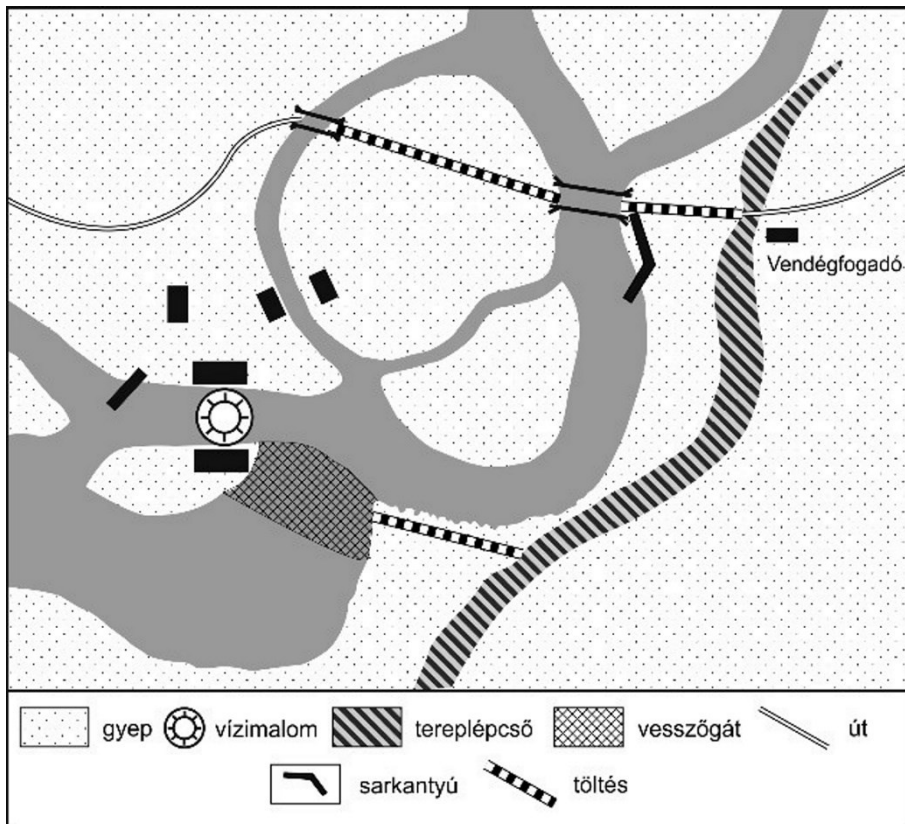 Vendégfogadó
gyep vízimalom tereplépcső vesszőgát út
sarkantyú töltés